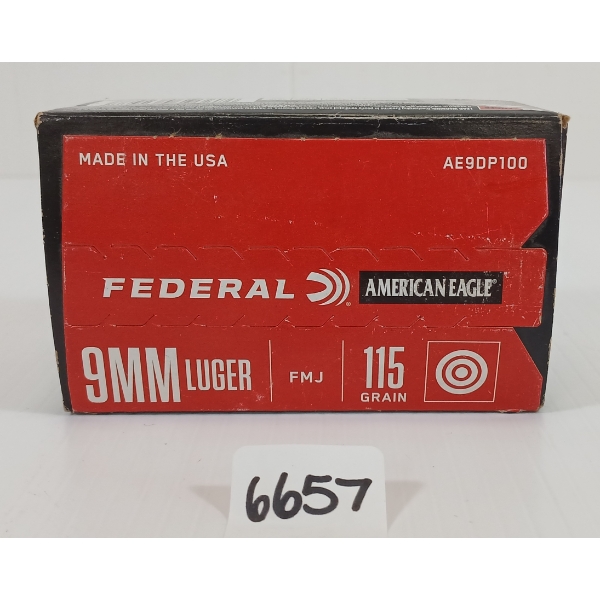 MADE IN THE USA AE9DP100
FEDERAL ® AMERICAN EAGLE®
9MM LUGER FMJ 115 GRAIN
6657